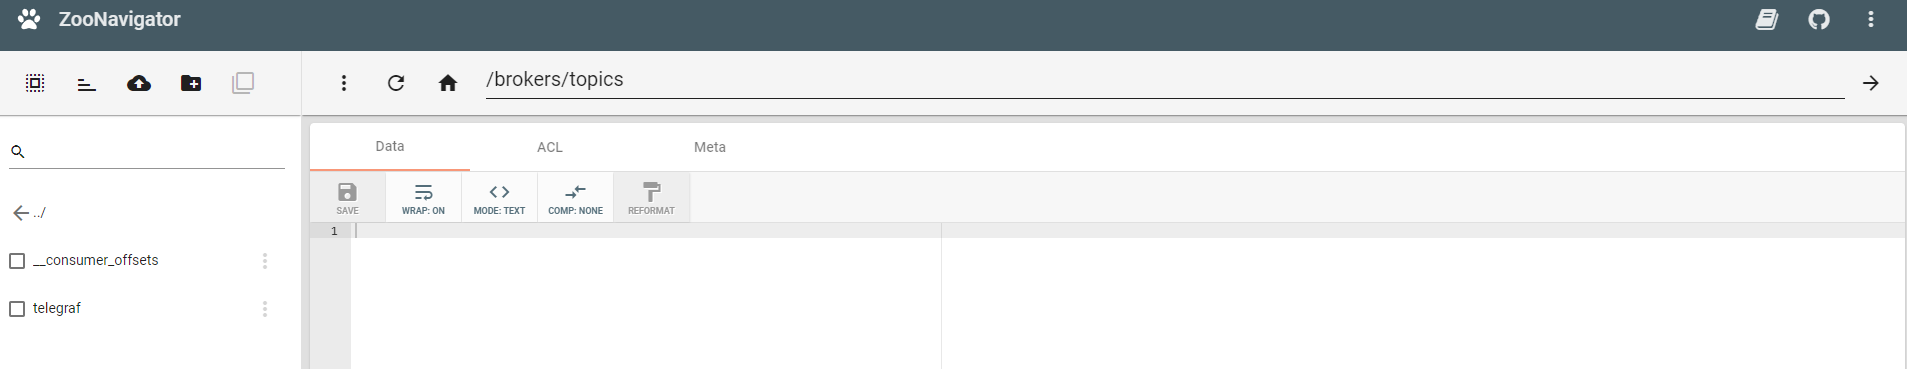 ZooNavigator
/brokers/topics
Data ACL Meta
SAVE WRAP: ON MODE: TEXT COMP: NONE REFORMAT
1
../
__consumer_offsets
telegraf